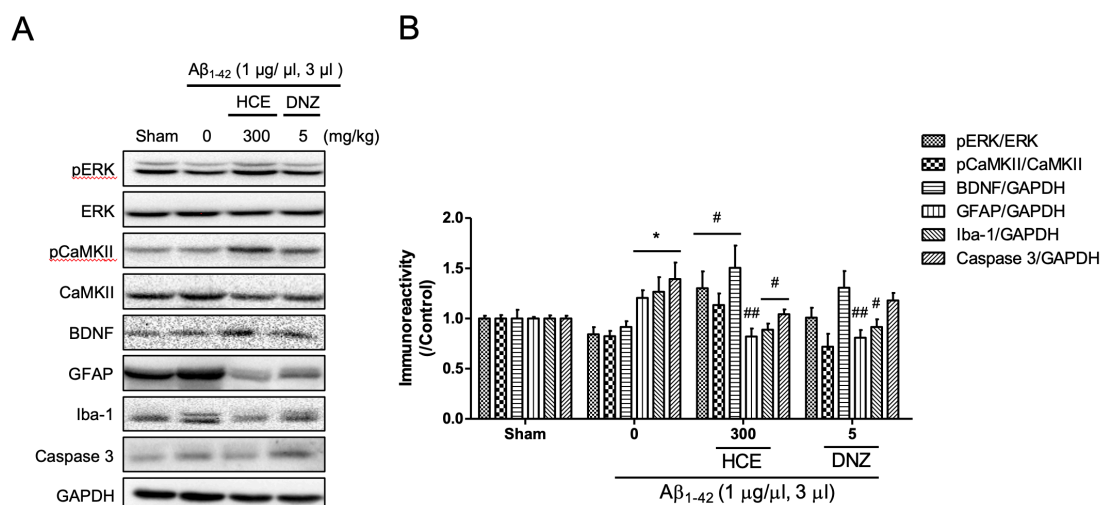 A
Aβ1-42 (1 μg/ μl, 3 μl )
HCE DNZ
Sham 0 300 5 (mg/kg)
pERK
ERK
pCaMKII
CaMKII
BDNF
GFAP
Iba-1
Caspase 3
GAPDH
B
pERK/ERK
pCaMKII/CaMKII
BDNF/GAPDH
GFAP/GAPDH
Iba-1/GAPDH
Caspase 3/GAPDH
Immunoreactivity
(/Control)
2.0
1.5
1.0
0.5
0.0
* # ## # ## #
Sham 0 300 5
HCE DNZ
Aβ1-42 (1 μg/μl, 3 μl)